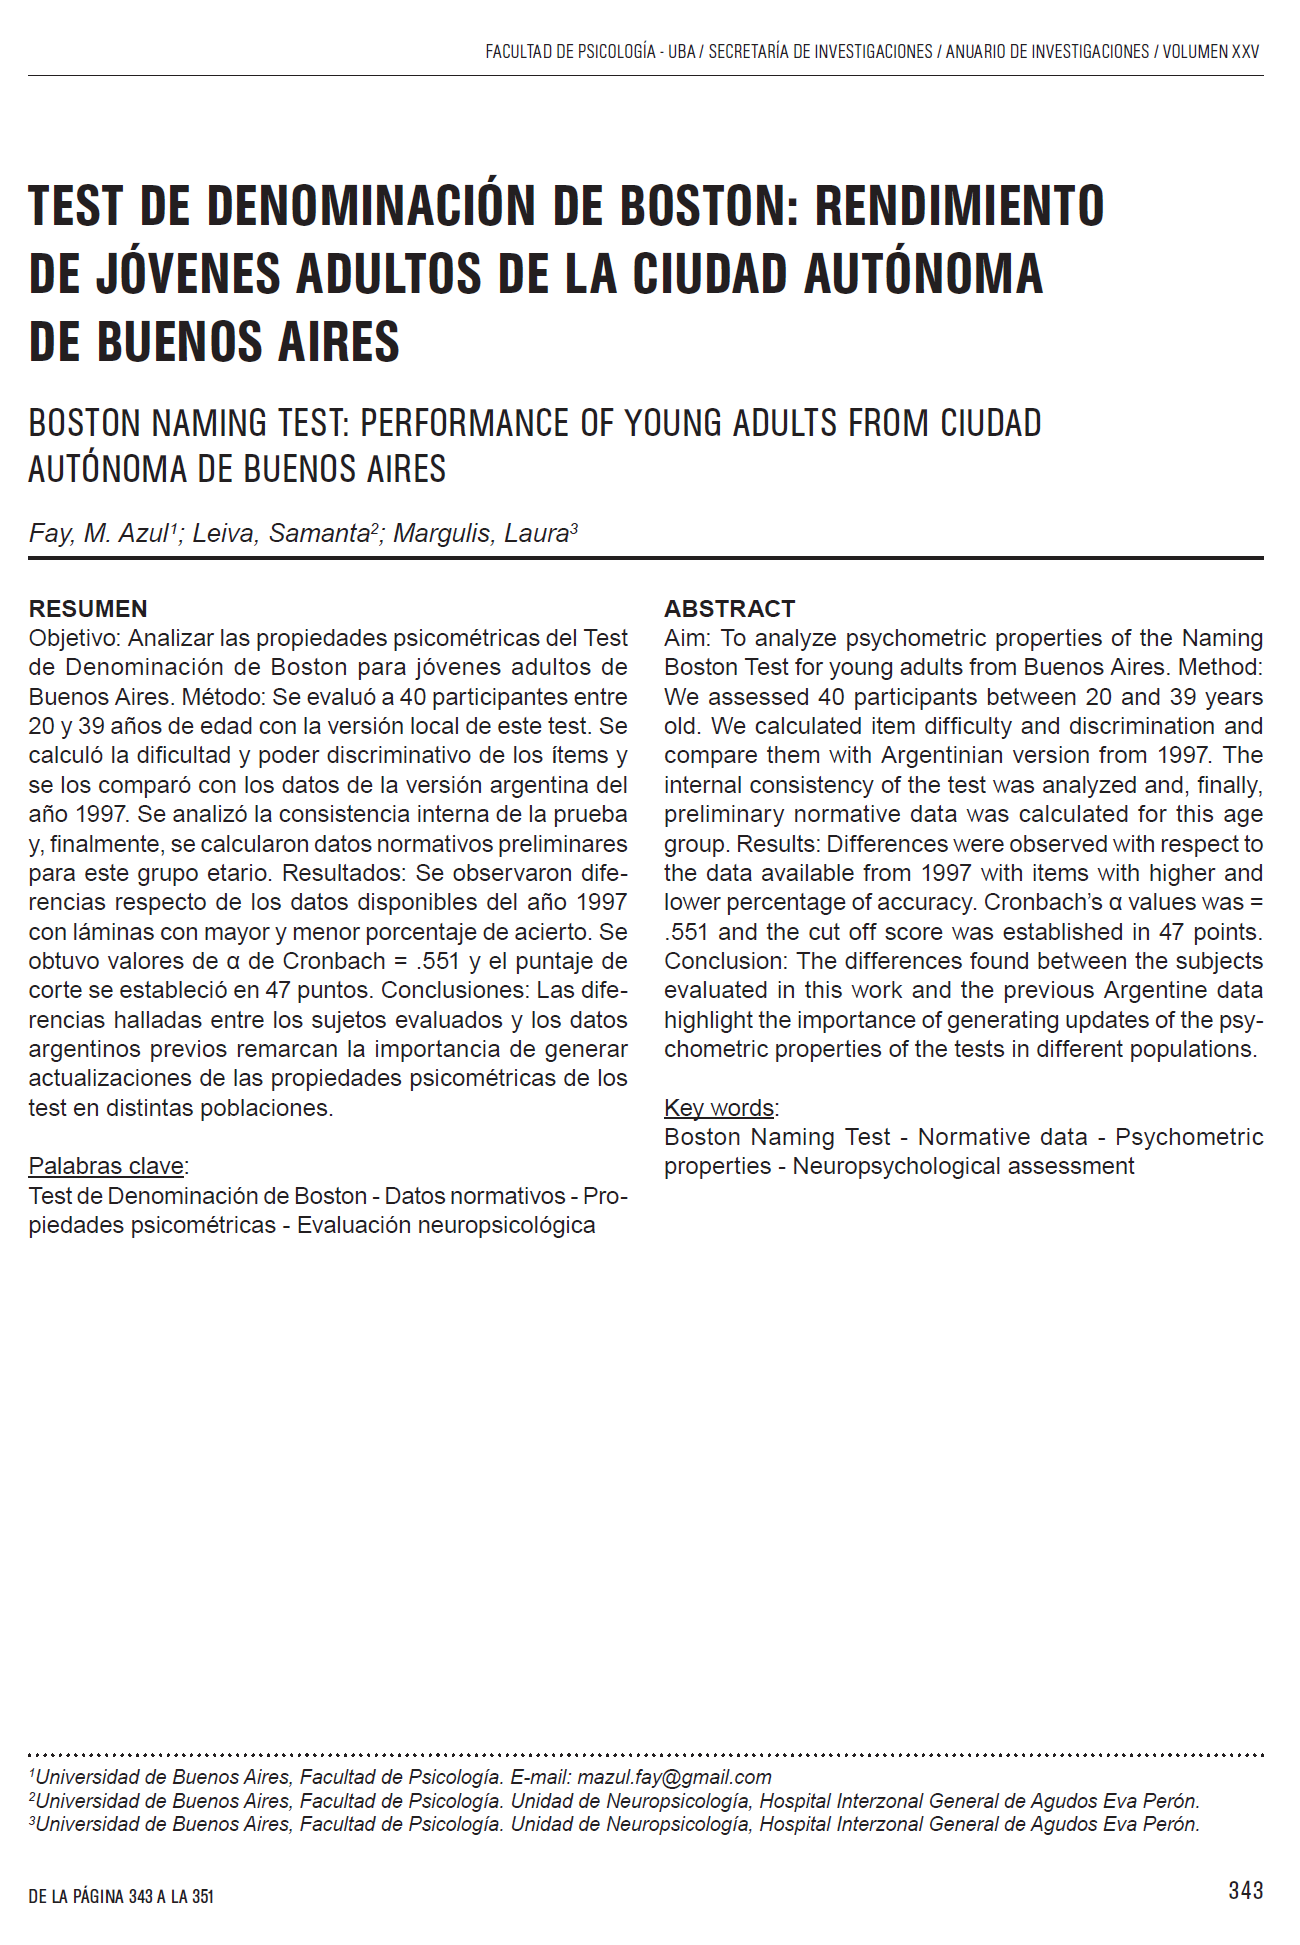 FACULTAD DE PSICOLOGÍA - UBA / SECRETARÍA DE INVESTIGACIONES / ANUARIO DE INVESTIGACIONES / VOLUMEN XXV
TEST DE DENOMINACIÓN DE BOSTON: RENDIMIENTO
DE JÓVENES ADULTOS DE LA CIUDAD AUTÓNOMA
DE BUENOS AIRES
BOSTON NAMING TEST: PERFORMANCE OF YOUNG ADULTS FROM CIUDAD
AUTÓNOMA DE BUENOS AIRES
Fay, M. Azul¹; Leiva, Samanta²; Margulis, Laura³
RESUMEN
Objetivo: Analizar las propiedades psicométricas del Test
de Denominación de Boston para jóvenes adultos de
Buenos Aires. Método: Se evaluó a 40 participantes entre
20 y 39 años de edad con la versión local de este test. Se
calculó la dificultad y poder discriminativo de los ítems y
se los comparó con los datos de la versión argentina del
año 1997. Se analizó la consistencia interna de la prueba
y, finalmente, se calcularon datos normativos preliminares
para este grupo etario. Resultados: Se observaron dife-
rencias respecto de los datos disponibles del año 1997
con láminas con mayor y menor porcentaje de acierto. Se
obtuvo valores de α de Cronbach = .551 y el puntaje de
corte se estableció en 47 puntos. Conclusiones: Las dife-
rencias halladas entre los sujetos evaluados y los datos
argentinos previos remarcan la importancia de generar
actualizaciones de las propiedades psicométricas de los
test en distintas poblaciones.
Palabras clave:
Test de Denominación de Boston - Datos normativos - Pro-
piedades psicométricas - Evaluación neuropsicológica
ABSTRACT
Aim: To analyze psychometric properties of the Naming
Boston Test for young adults from Buenos Aires. Method:
We assessed 40 participants between 20 and 39 years
old. We calculated item difficulty and discrimination and
compare them with Argentinian version from 1997. The
internal consistency of the test was analyzed and, finally,
preliminary normative data was calculated for this age
group. Results: Differences were observed with respect to
the data available from 1997 with items with higher and
lower percentage of accuracy. Cronbach’s α values was =
.551 and the cut off score was established in 47 points.
Conclusion: The differences found between the subjects
evaluated in this work and the previous Argentine data
highlight the importance of generating updates of the psy-
chometric properties of the tests in different populations.
Key words:
Boston Naming Test - Normative data - Psychometric
properties - Neuropsychological assessment
¹Universidad de Buenos Aires, Facultad de Psicología. E-mail: mazul.fay@gmail.com
²Universidad de Buenos Aires, Facultad de Psicología. Unidad de Neuropsicología, Hospital Interzonal General de Agudos Eva Perón.
³Universidad de Buenos Aires, Facultad de Psicología. Unidad de Neuropsicología, Hospital Interzonal General de Agudos Eva Perón.
DE LA PÁGINA 343 A LA 351
343